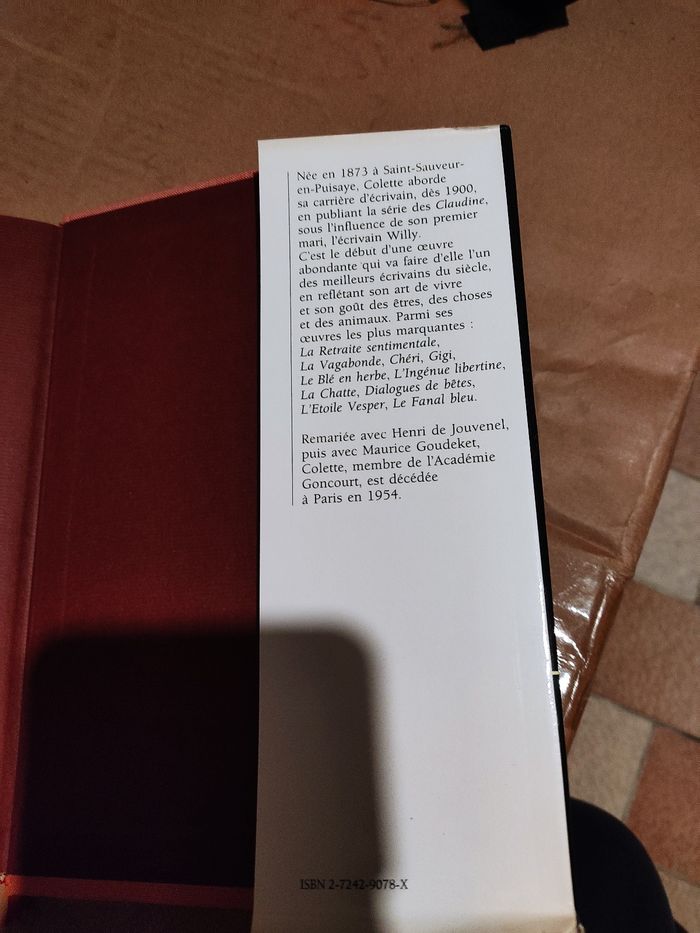 Née en 1873 à Saint-Sauveur-
en-Puisaye, Colette aborde
sa carrière d'écrivain, dès 1900,
en publiant la série des Claudine,
sous l'influence de son premier
mari, l'écrivain Willy.
C'est le début d'une œuvre
abondante qui va faire d'elle l'un
des meilleurs écrivains du siècle,
en reflétant son art de vivre
et son goût des êtres, des choses
et des animaux. Parmi ses
œuvres les plus marquantes :
La Retraite sentimentale,
La Vagabonde, Chéri, Gigi,
Le Blé en herbe, L'Ingénue libertine,
La Chatte, Dialogues de bêtes,
L'Etoile Vesper, Le Fanal bleu.
Remariée avec Henri de Jouvenel,
puis avec Maurice Goudeket,
Colette, membre de l'Académie
Goncourt, est décédée
à Paris en 1954.
ISBN 2-7242-9078-X